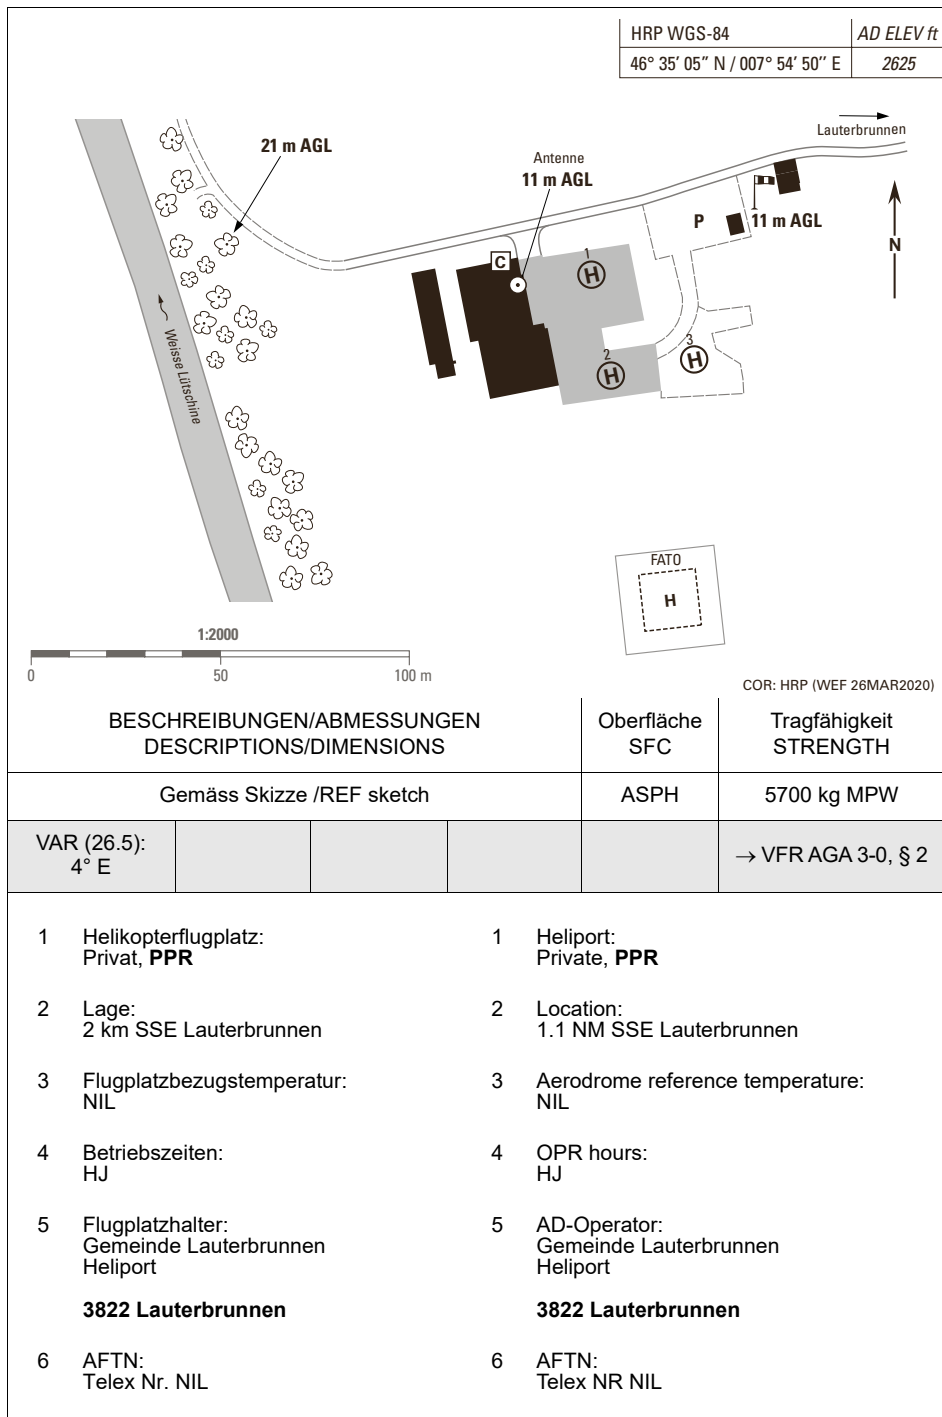 HRP WGS-84
AD ELEV ft
46° 35′ 05″ N / 007° 54′ 50″ E
2625
Lauterbrunnen
21 m AGL
Antenne
11 m AGL
P
11 m AGL
N
C
1
H
2
H
3
H
Weisse Lütschine
FATO
H
1:2000
0 50 100 m
COR: HRP (WEF 26MAR2020)
BESCHREIBUNGEN/ABMESSUNGEN
DESCRIPTIONS/DIMENSIONS
Oberfläche
SFC
Tragfähigkeit
STRENGTH
Gemäss Skizze /REF sketch
ASPH
5700 kg MPW
VAR (26.5):
4° E
→ VFR AGA 3-0, § 2
1 Helikopterflugplatz:
Privat, PPR
2 Lage:
2 km SSE Lauterbrunnen
3 Flugplatzbezugstemperatur:
NIL
4 Betriebszeiten:
HJ
5 Flugplatzhalter:
Gemeinde Lauterbrunnen
Heliport
3822 Lauterbrunnen
6 AFTN:
Telex Nr. NIL
1 Heliport:
Private, PPR
2 Location:
1.1 NM SSE Lauterbrunnen
3 Aerodrome reference temperature:
NIL
4 OPR hours:
HJ
5 AD-Operator:
Gemeinde Lauterbrunnen
Heliport
3822 Lauterbrunnen
6 AFTN:
Telex NR NIL